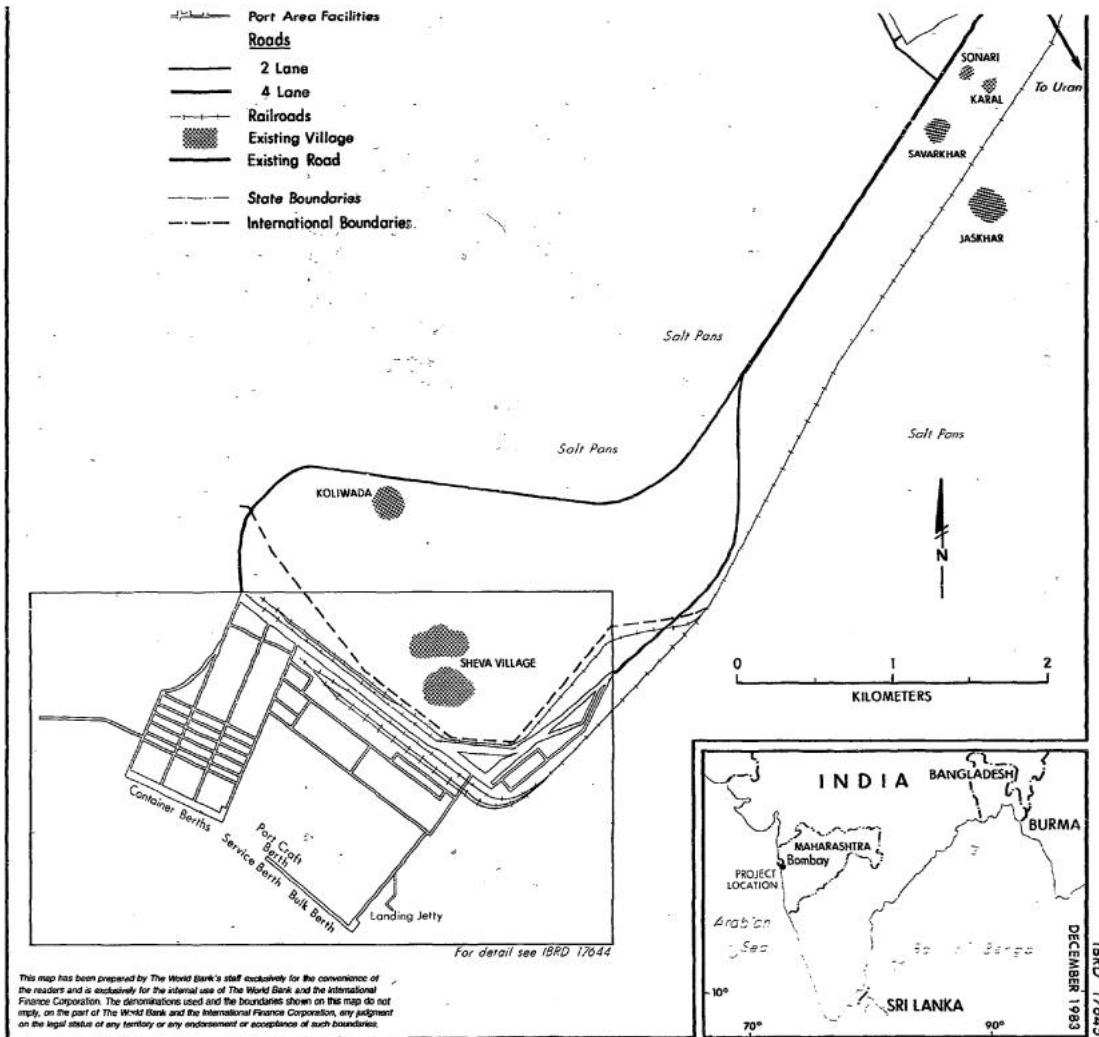 Port Area Facilities
Roads
2 Lane
4 Lane
Railroads
Existing Village
Existing Road
State Boundaries
International Boundaries
SONARI
KARAL
To Uran
SAVARKHAR
JASKHAR
Salt Pans
Salt Pans
Salt Pans
KOLIWADA
N
SHEVA VILLAGE
0 1 2
KILOMETERS
Container Berths
Service Berth
Port Craft
Berth
Bulk Berth
Landing Jetty
For detail see IBRD 17644
INDIA
BANGLADESH
BURMA
MAHARASHTRA
Bombay
PROJECT
LOCATION
Arabian
Sea
Bay of Bengal
SRI LANKA
10°
70°
90°
DECEMBER 1983
This map has been prepared by The World Bank's staff exclusively for the convenience of
the readers and is exclusively for the internal use of The World Bank and the International
Finance Corporation. The denominations used and the boundaries shown on this map do not
imply, on the part of The World Bank and the International Finance Corporation, any judgment
on the legal status of any territory or any endorsement or acceptance of such boundaries.